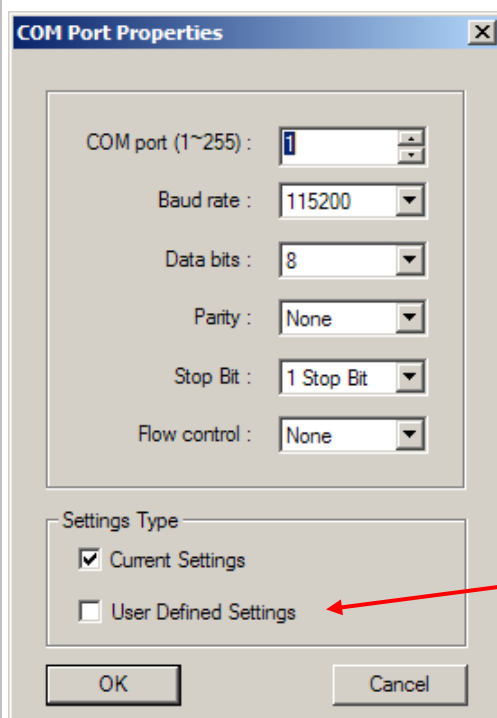 COM Port Properties
COM port (1~255) : 1
Baud rate : 115200
Data bits : 8
Parity : None
Stop Bit : 1 Stop Bit
Flow control : None
Settings Type
Current Settings
User Defined Settings
OK Cancel